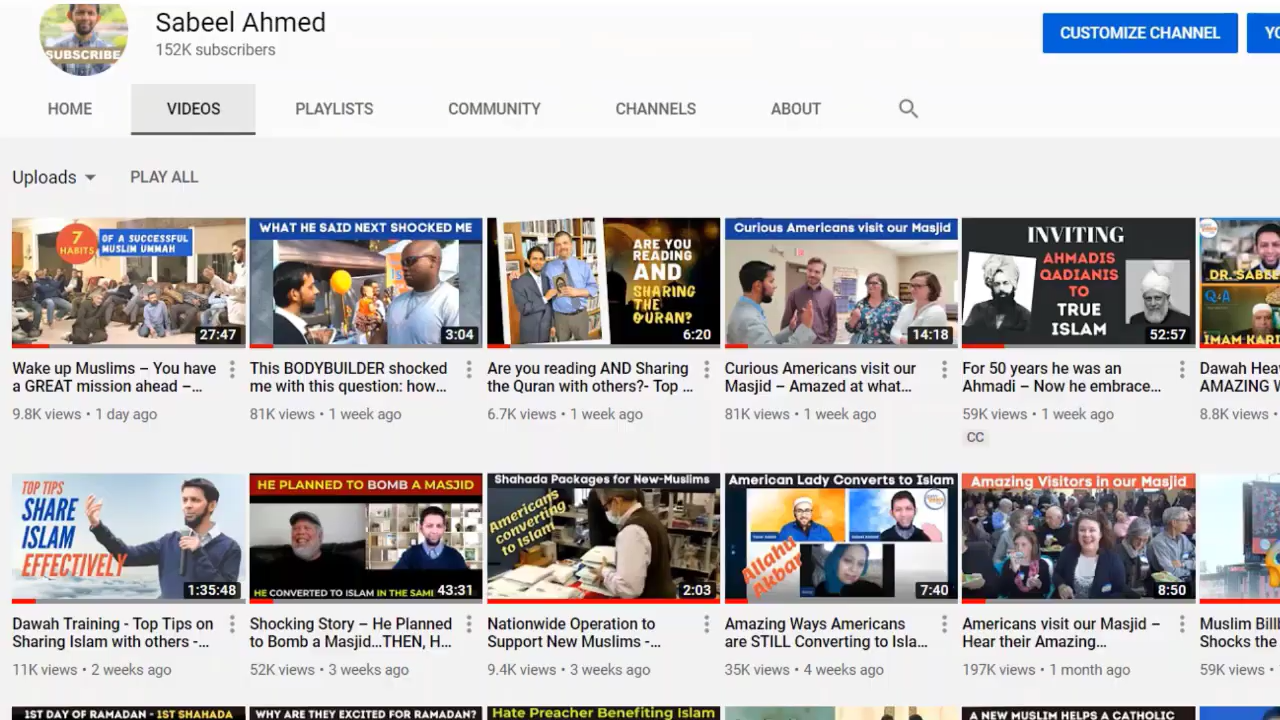 Sabeel Ahmed
152K subscribers
SUBSCRIBE
CUSTOMIZE CHANNEL
HOME
VIDEOS
PLAYLISTS
COMMUNITY
CHANNELS
ABOUT
Uploads
PLAY ALL
7
HABITS
OF A SUCCESSFUL
MUSLIM UMMAH
27:47
WHAT HE SAID NEXT SHOCKED ME
3:04
ARE YOU
READING
AND
SHARING
THE
QURAN?
6:20
Curious Americans visit our Masjid
14:18
INVITING
AHMADIS
QADIANIS
TO
TRUE
ISLAM
52:57
Q&A
Wake up Muslims – You have
a GREAT mission ahead –...
9.8K views • 1 day ago
This BODYBUILDER shocked
me with this question: how...
81K views • 1 week ago
Are you reading AND Sharing
the Quran with others?- Top ...
6.7K views • 1 week ago
Curious Americans visit our
Masjid – Amazed at what...
81K views • 1 week ago
For 50 years he was an
Ahmadi – Now he embrace...
59K views • 1 week ago
CC
Dawah Hea
AMAZING
8.8K views •
TOP TIPS
SHARE
ISLAM
EFFECTIVELY
1:35:48
HE PLANNED TO BOMB A MASJID
HE CONVERTED TO ISLAM IN THE SAM
43:31
Shahada Packages for New-Muslims
Americans
converting
to Islam
2:03
American Lady Converts to Islam
Allahu
Akbar
7:40
Amazing Visitors in our Masjid
8:50
Dawah Training - Top Tips on
Sharing Islam with others -...
11K views • 2 weeks ago
Shocking Story – He Planned
to Bomb a Masjid...THEN, H...
52K views • 3 weeks ago
Nationwide Operation to
Support New Muslims -...
9.4K views • 3 weeks ago
Amazing Ways Americans
are STILL Converting to Isla...
35K views • 4 weeks ago
Americans visit our Masjid –
Hear their Amazing...
197K views • 1 month ago
Muslim Bill
Shocks the
59K views •
1ST DAY OF RAMADAN - 1ST SHAHADA
WHY ARE THEY EXCITED FOR RAMADAN?
Hate Preacher Benefiting Islam
A NEW MUSLIM HELPS A CATHOLIC